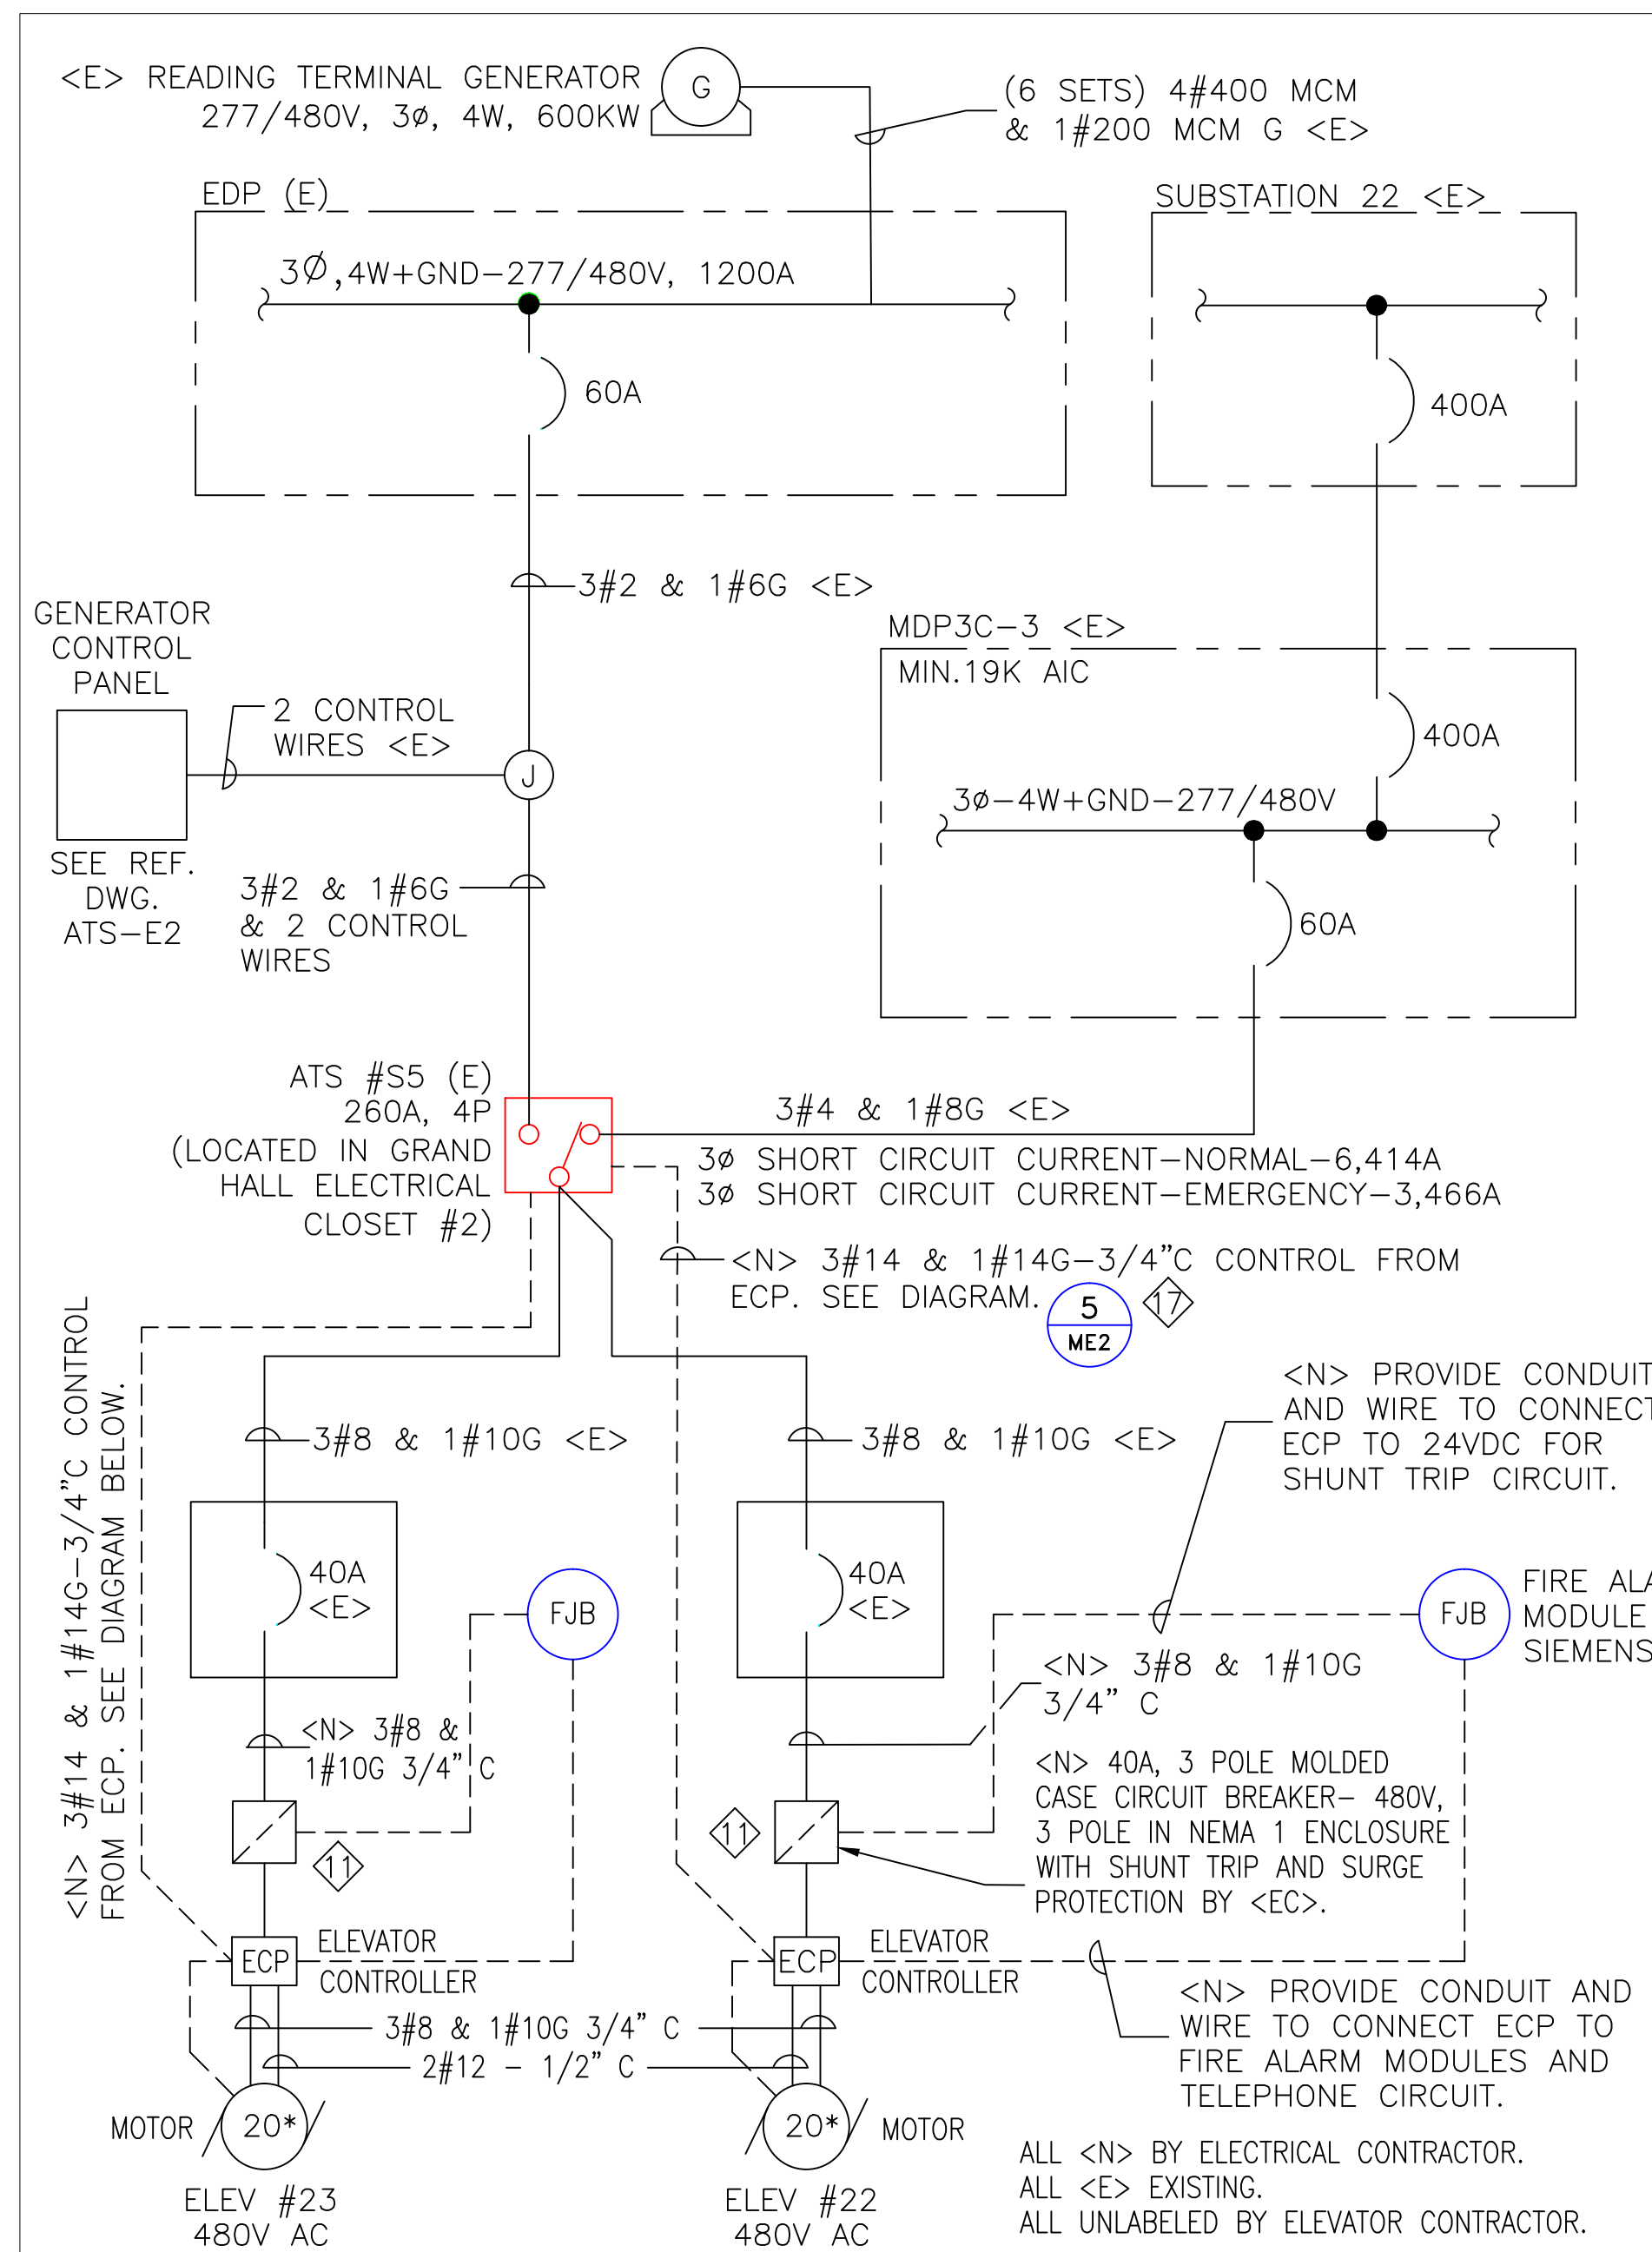 <E> READING TERMINAL GENERATOR
277/480V, 3ø, 4W, 600KW
G
(6 SETS) 4#400 MCM
& 1#200 MCM G <E>
EDP (E)
3Ø,4W+GND-277/480V, 1200A
60A
SUBSTATION 22 <E>
400A
3#2 & 1#6G <E>
GENERATOR
CONTROL
PANEL
2 CONTROL
WIRES <E>
J
SEE REF.
DWG.
ATS-E2
3#2 & 1#6G
& 2 CONTROL
WIRES
MDP3C-3 <E>
MIN.19K AIC
400A
3ø-4W+GND-277/480V
60A
ATS #S5 (E)
260A, 4P
(LOCATED IN GRAND
HALL ELECTRICAL
CLOSET #2)
3#4 & 1#8G <E>
3ø SHORT CIRCUIT CURRENT-NORMAL-6,414A
3ø SHORT CIRCUIT CURRENT-EMERGENCY-3,466A
<N> 3#14 & 1#14G-3/4"C CONTROL FROM
ECP. SEE DIAGRAM.
5
ME2
17
<N> 3#14 & 1#14G-3/4"C CONTROL
FROM ECP. SEE DIAGRAM BELOW.
<N> PROVIDE CONDUIT
AND WIRE TO CONNECT
ECP TO 24VDC FOR
SHUNT TRIP CIRCUIT.
3#8 & 1#10G <E>
3#8 & 1#10G <E>
40A
<E>
FJB
40A
<E>
FJB
FIRE ALA
MODULE
SIEMENS
<N> 3#8 &
1#10G 3/4" C
<N> 3#8 & 1#10G
3/4" C
<N> 40A, 3 POLE MOLDED
CASE CIRCUIT BREAKER- 480V,
3 POLE IN NEMA 1 ENCLOSURE
WITH SHUNT TRIP AND SURGE
PROTECTION BY <EC>.
11
11
ECP
ELEVATOR
CONTROLLER
ECP
ELEVATOR
CONTROLLER
3#8 & 1#10G 3/4" C
2#12 - 1/2" C
<N> PROVIDE CONDUIT AND
WIRE TO CONNECT ECP TO
FIRE ALARM MODULES AND
TELEPHONE CIRCUIT.
MOTOR
20*
20*
MOTOR
ELEV #23
480V AC
ELEV #22
480V AC
ALL <N> BY ELECTRICAL CONTRACTOR.
ALL <E> EXISTING.
ALL UNLABELED BY ELEVATOR CONTRACTOR.